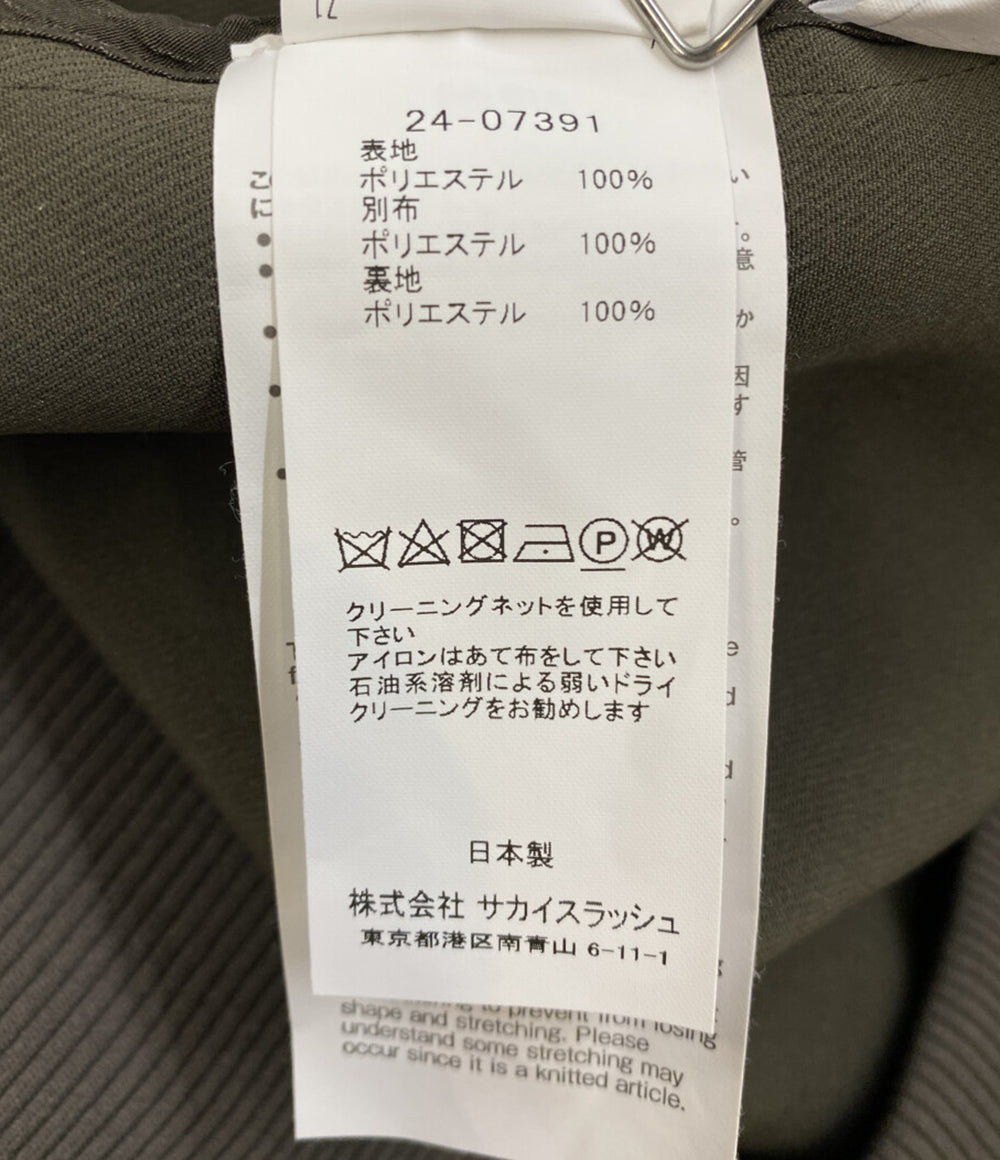 24-07391
表地
ポリエステル 100%
別布
ポリエステル 100%
裏地
ポリエステル 100%
P
W
クリーニングネットを使用して
下さい
アイロンはあて布をして下さい
石油系溶剤による弱いドライ
クリーニングをお勧めします
日本製
株式会社 サカイスラッシュ
東京都港区南青山 6-11-1
to prevent from losing
shape and stretching. Please
understand some stretching may
occur since it is a knitted article.